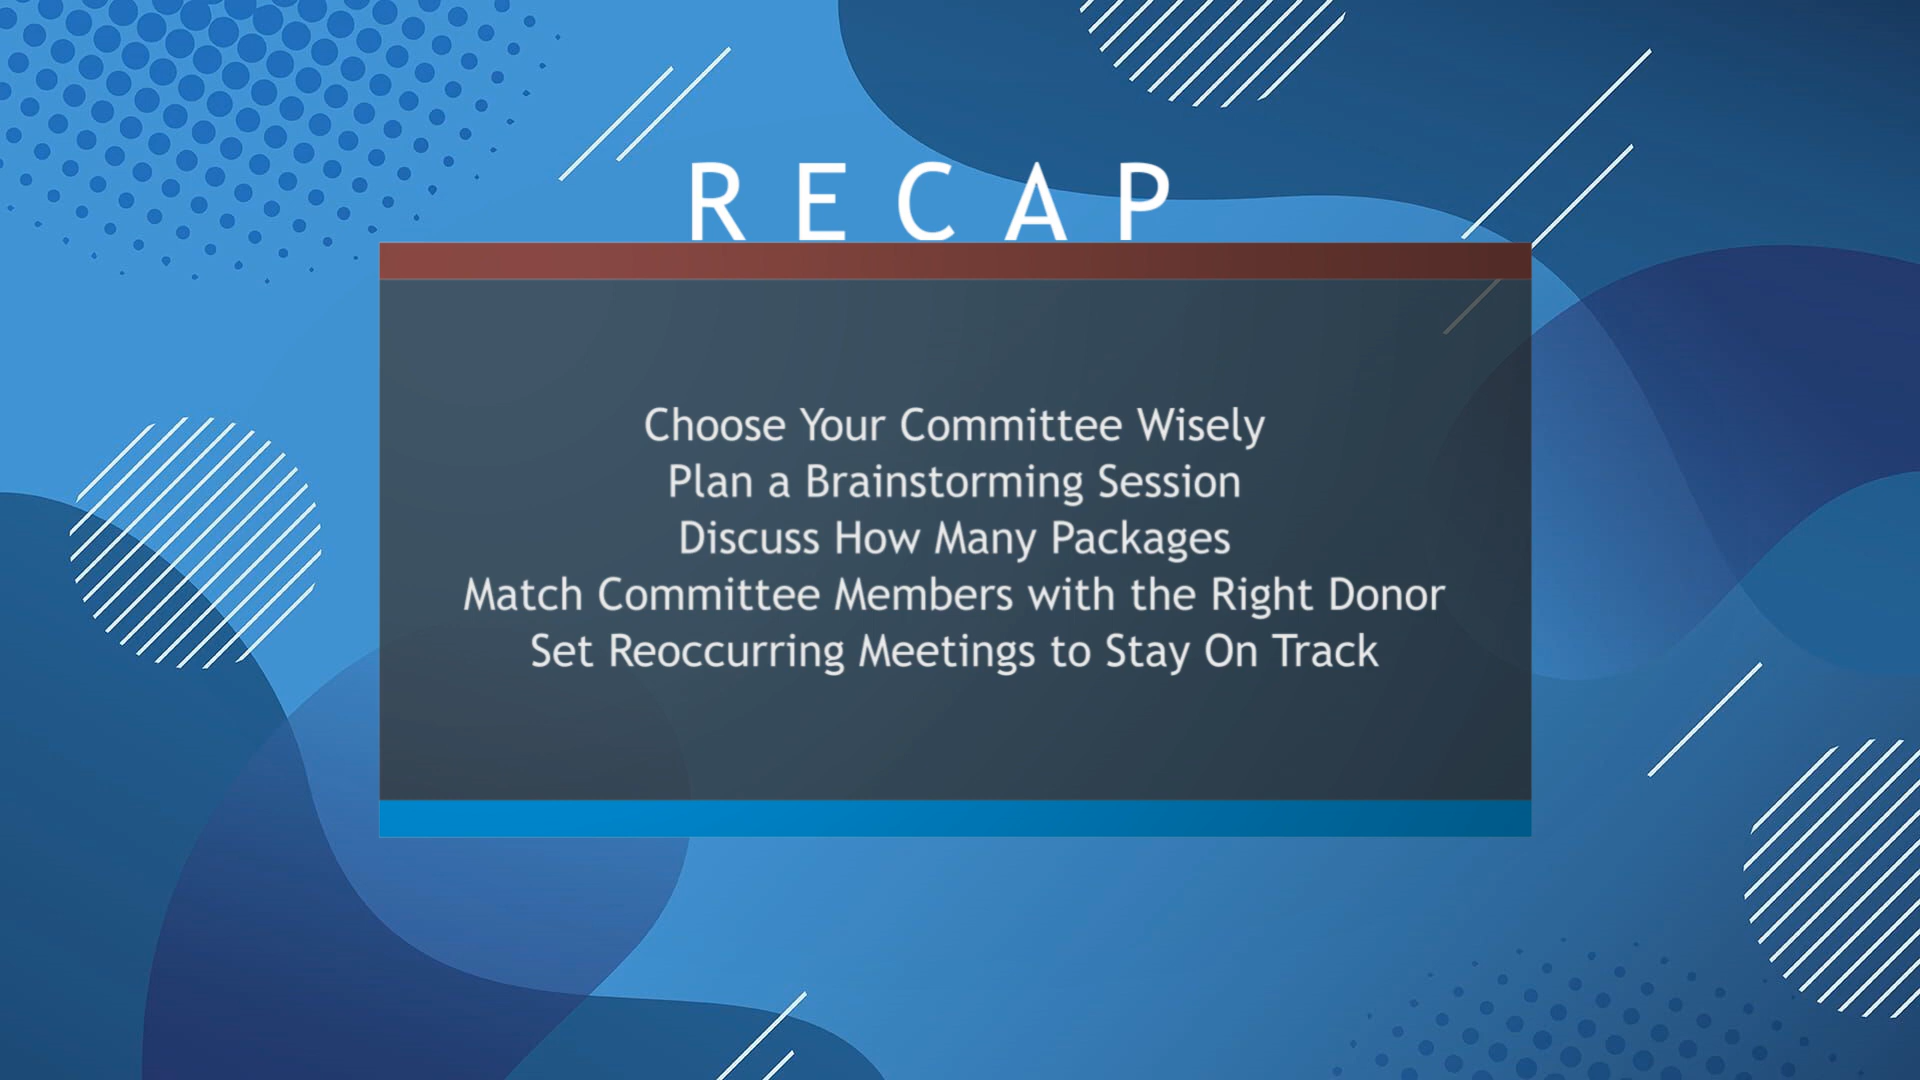 RECAP
Choose Your Committee Wisely
Plan a Brainstorming Session
Discuss How Many Packages
Match Committee Members with the Right Donor
Set Reoccurring Meetings to Stay On Track